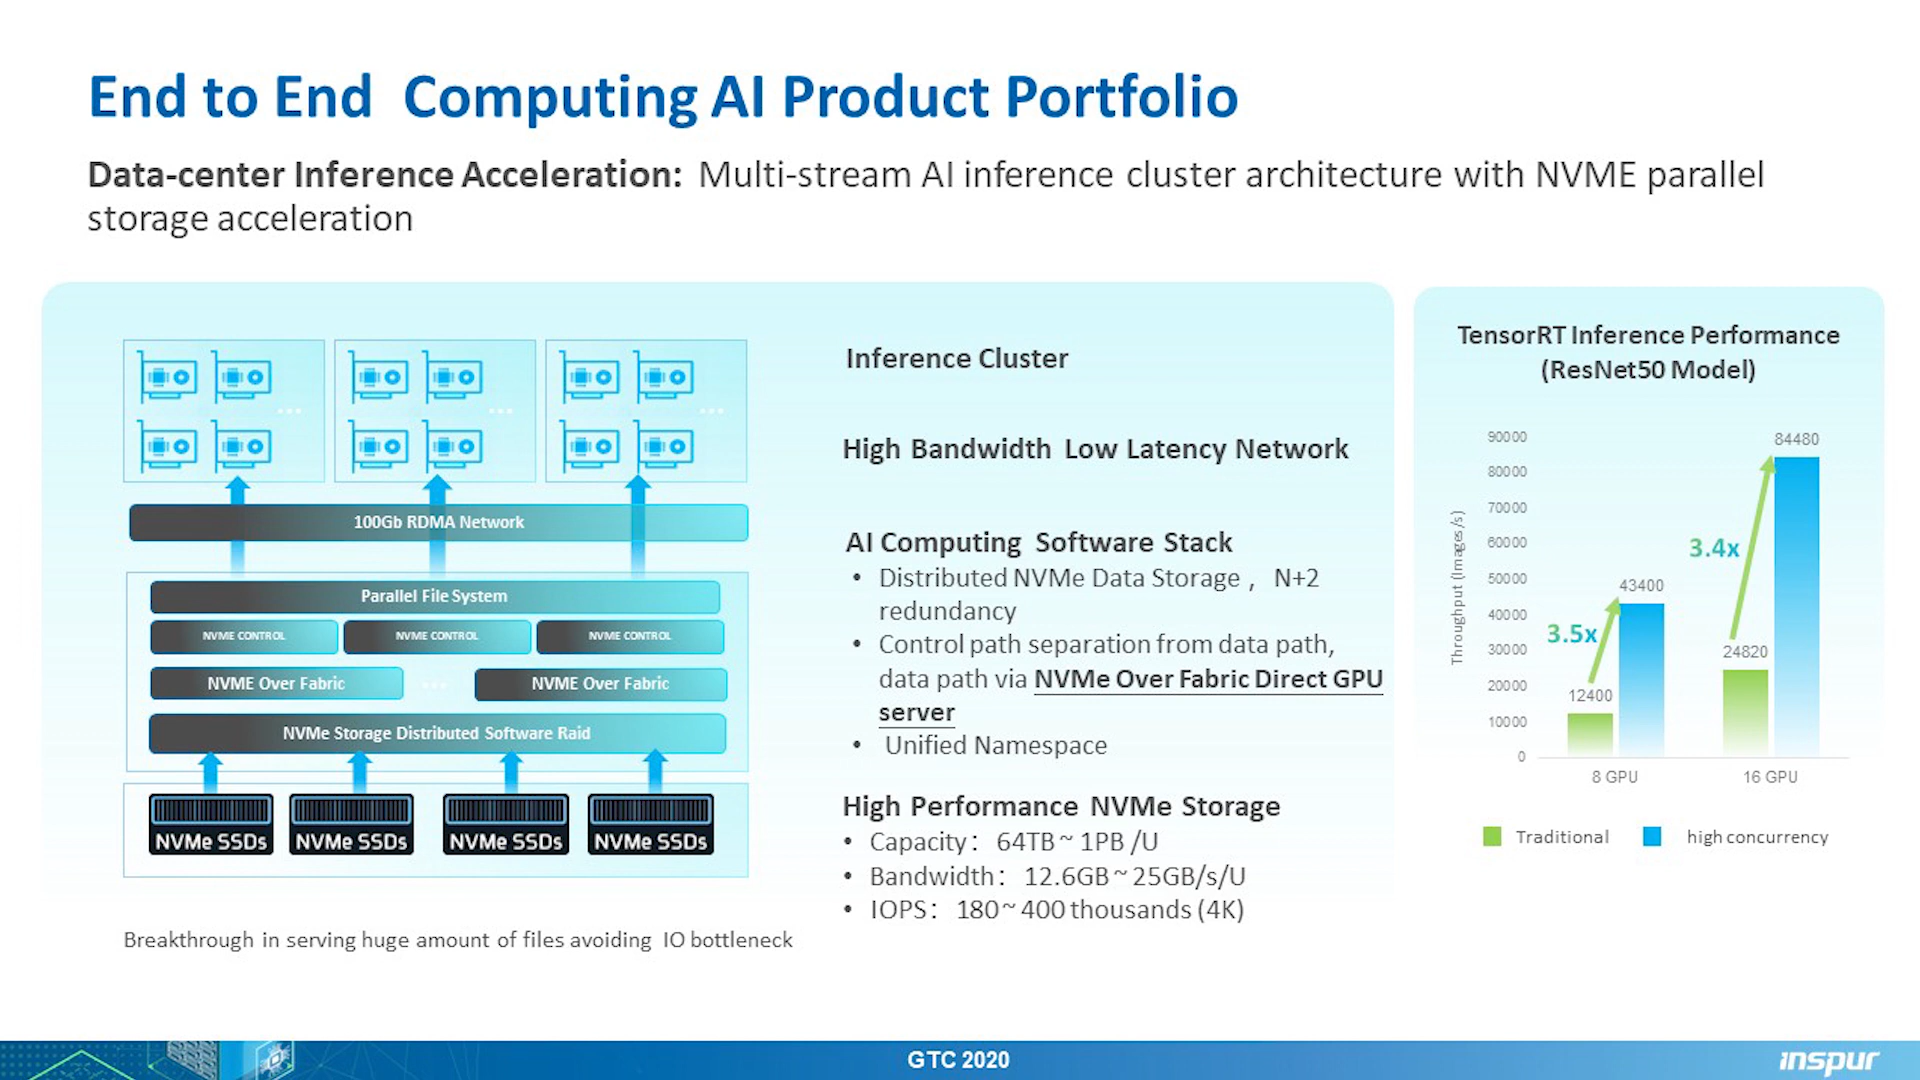 End to End Computing AI Product Portfolio
Data-center Inference Acceleration: Multi-stream AI inference cluster architecture with NVME parallel
storage acceleration
...
...
...
100Gb RDMA Network
Parallel File System
NVME CONTROL
NVME CONTROL
NVME CONTROL
NVME Over Fabric
...
NVME Over Fabric
NVMe Storage Distributed Software Raid
NVMe SSDs
NVMe SSDs
NVMe SSDs
NVMe SSDs
Breakthrough in serving huge amount of files avoiding IO bottleneck
Inference Cluster
High Bandwidth Low Latency Network
AI Computing Software Stack
• Distributed NVMe Data Storage， N+2
redundancy
• Control path separation from data path,
data path via NVMe Over Fabric Direct GPU
server
• Unified Namespace
High Performance NVMe Storage
• Capacity：64TB~1PB /U
• Bandwidth：12.6GB~25GB/s/U
• IOPS：180~400 thousands (4K)
TensorRT Inference Performance
(ResNet50 Model)
Throughput (Images/s)
90000
80000
70000
60000
50000
40000
30000
20000
10000
0
12400
43400
3.5x
24820
84480
3.4x
8 GPU
16 GPU
Traditional
high concurrency
GTC 2020
inspur